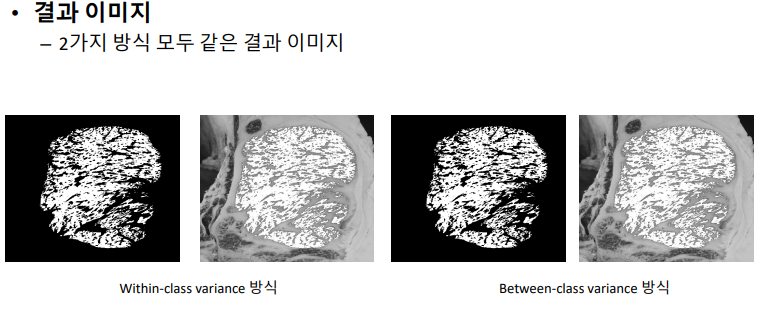 • 결과 이미지
– 2가지 방식 모두 같은 결과 이미지
Within-class variance 방식
Between-class variance 방식